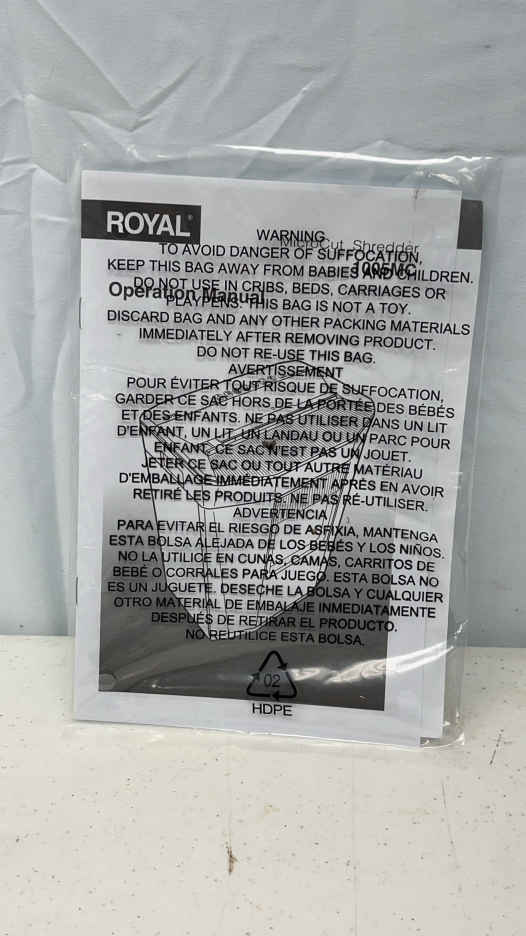 ROYAL®
MicroCut Shredder
1005MC
Operation Manual
WARNING
TO AVOID DANGER OF SUFFOCATION,
KEEP THIS BAG AWAY FROM BABIES AND CHILDREN.
DO NOT USE IN CRIBS, BEDS, CARRIAGES OR
PLAYPENS. THIS BAG IS NOT A TOY.
DISCARD BAG AND ANY OTHER PACKING MATERIALS
IMMEDIATELY AFTER REMOVING PRODUCT.
DO NOT RE-USE THIS BAG.
AVERTISSEMENT
POUR ÉVITER TOUT RISQUE DE SUFFOCATION,
GARDER CE SAC HORS DE LA PORTÉE DES BÉBÉS
ET DES ENFANTS. NE PAS UTILISER DANS UN LIT
D'ENFANT, UN LIT, UN LANDAU OU UN PARC POUR
ENFANT. CE SAC N'EST PAS UN JOUET.
JETER CE SAC OU TOUT AUTRE MATÉRIAU
D'EMBALLAGE IMMÉDIATEMENT APRÈS EN AVOIR
RETIRÉ LES PRODUITS. NE PAS RÉ-UTILISER.
ADVERTENCIA
PARA EVITAR EL RIESGO DE ASFIXIA, MANTENGA
ESTA BOLSA ALEJADA DE LOS BEBÉS Y LOS NIÑOS.
NO LA UTILICE EN CUNAS, CAMAS, CARRITOS DE
BEBÉ O CORRALES PARA JUEGO. ESTA BOLSA NO
ES UN JUGUETE. DESECHE LA BOLSA Y CUALQUIER
OTRO MATERIAL DE EMBALAJE INMEDIATAMENTE
DESPUÉS DE RETIRAR EL PRODUCTO.
NO REUTILICE ESTA BOLSA.
02
HDPE